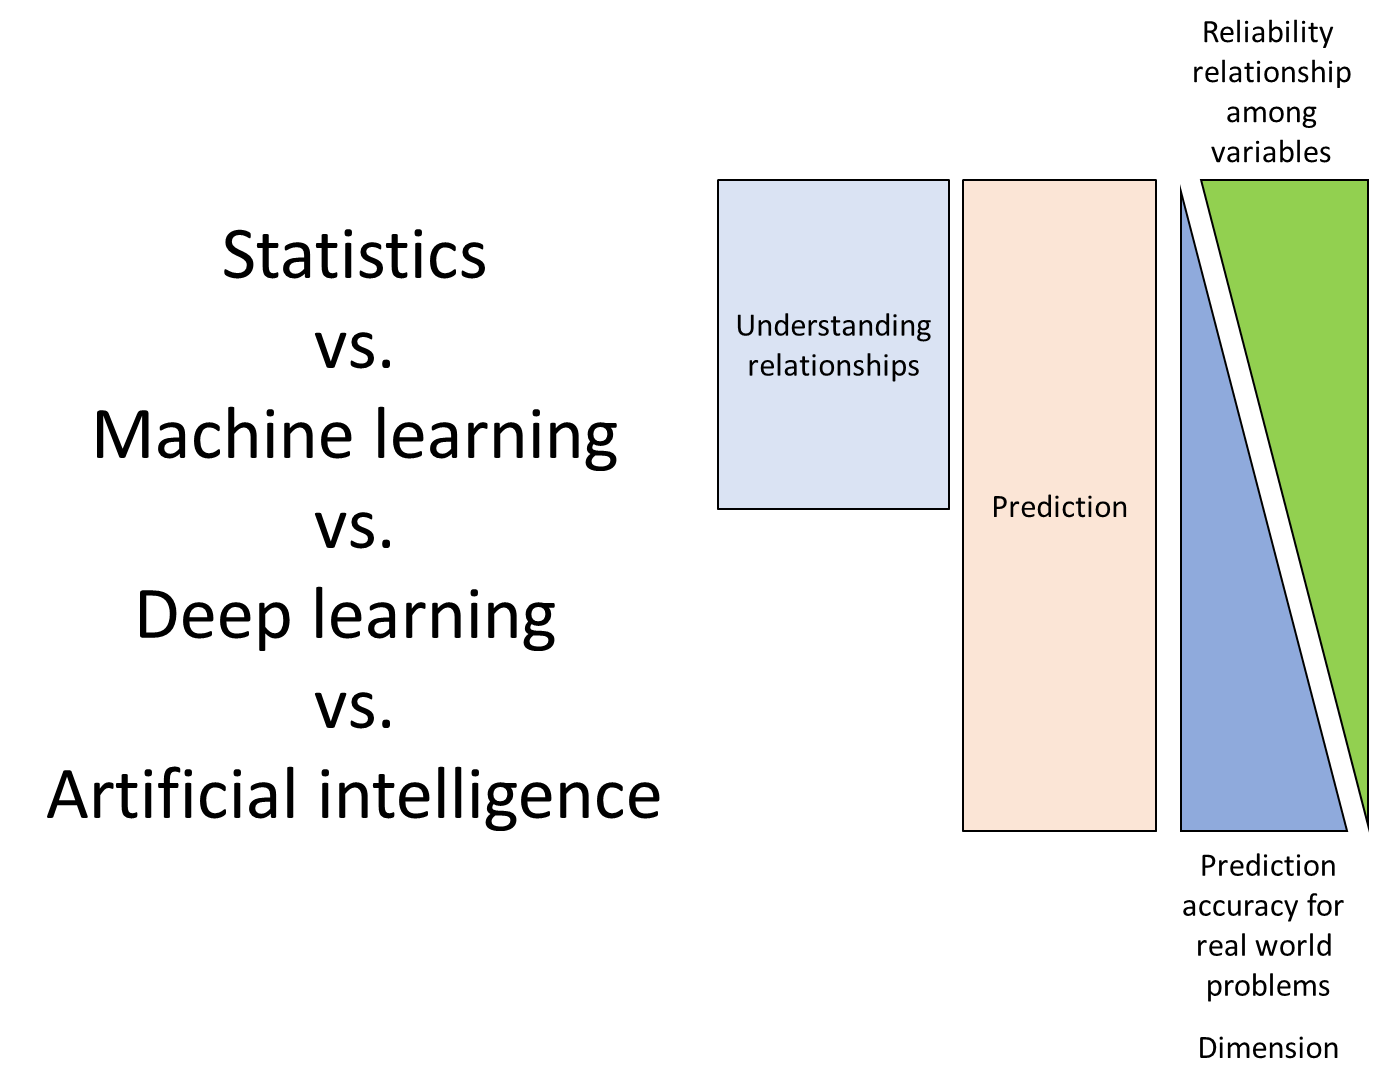 Statistics
vs.
Machine learning
vs.
Deep learning
vs.
Artificial intelligence
Understanding
relationships
Prediction
Reliability
relationship
among
variables
Prediction
accuracy for
real world
problems
Dimension